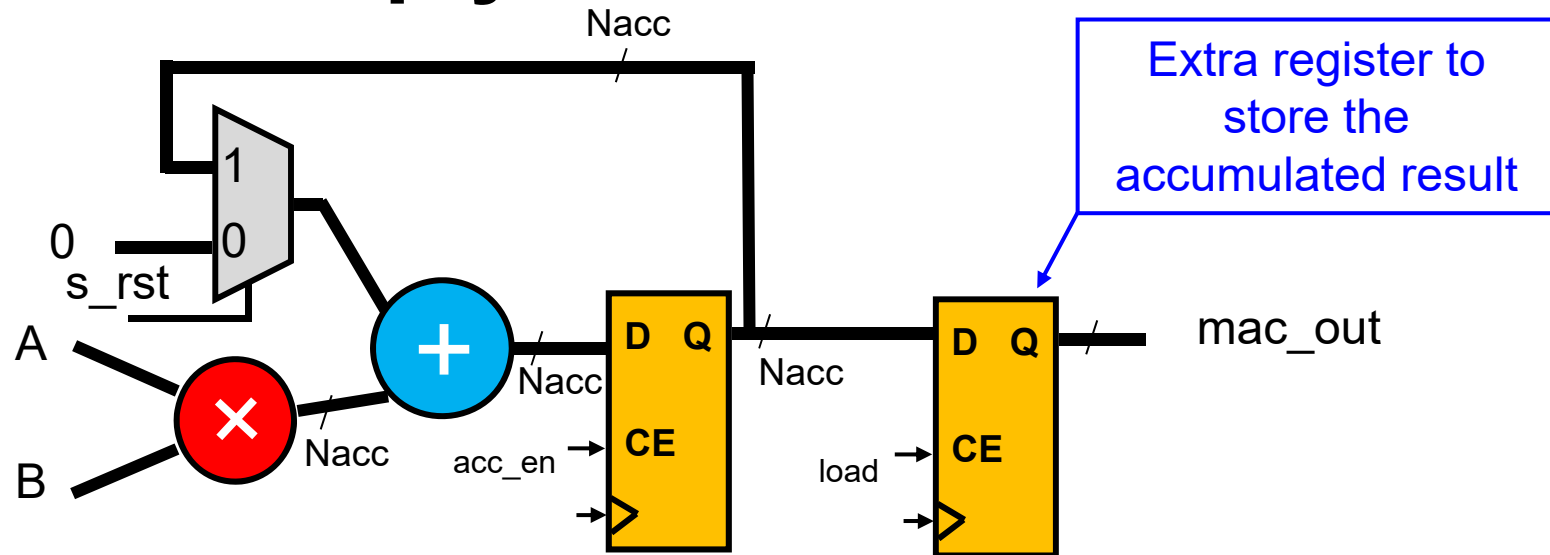 Nacc
Extra register to
store the
accumulated result
1
0
0
s_rst
A
B
×
+
Nacc
Nacc
D Q
CE
acc_en
Nacc
D Q
CE
load
mac_out